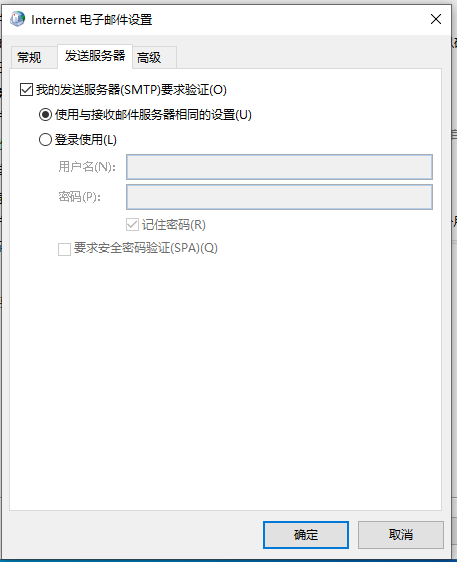 Internet 电子邮件设置
常规 发送服务器 高级
我的发送服务器(SMTP)要求验证(O)
使用与接收邮件服务器相同的设置(U)
登录使用(L)
用户名(N):
密码(P):
记住密码(R)
要求安全密码验证(SPA)(Q)
确定 取消